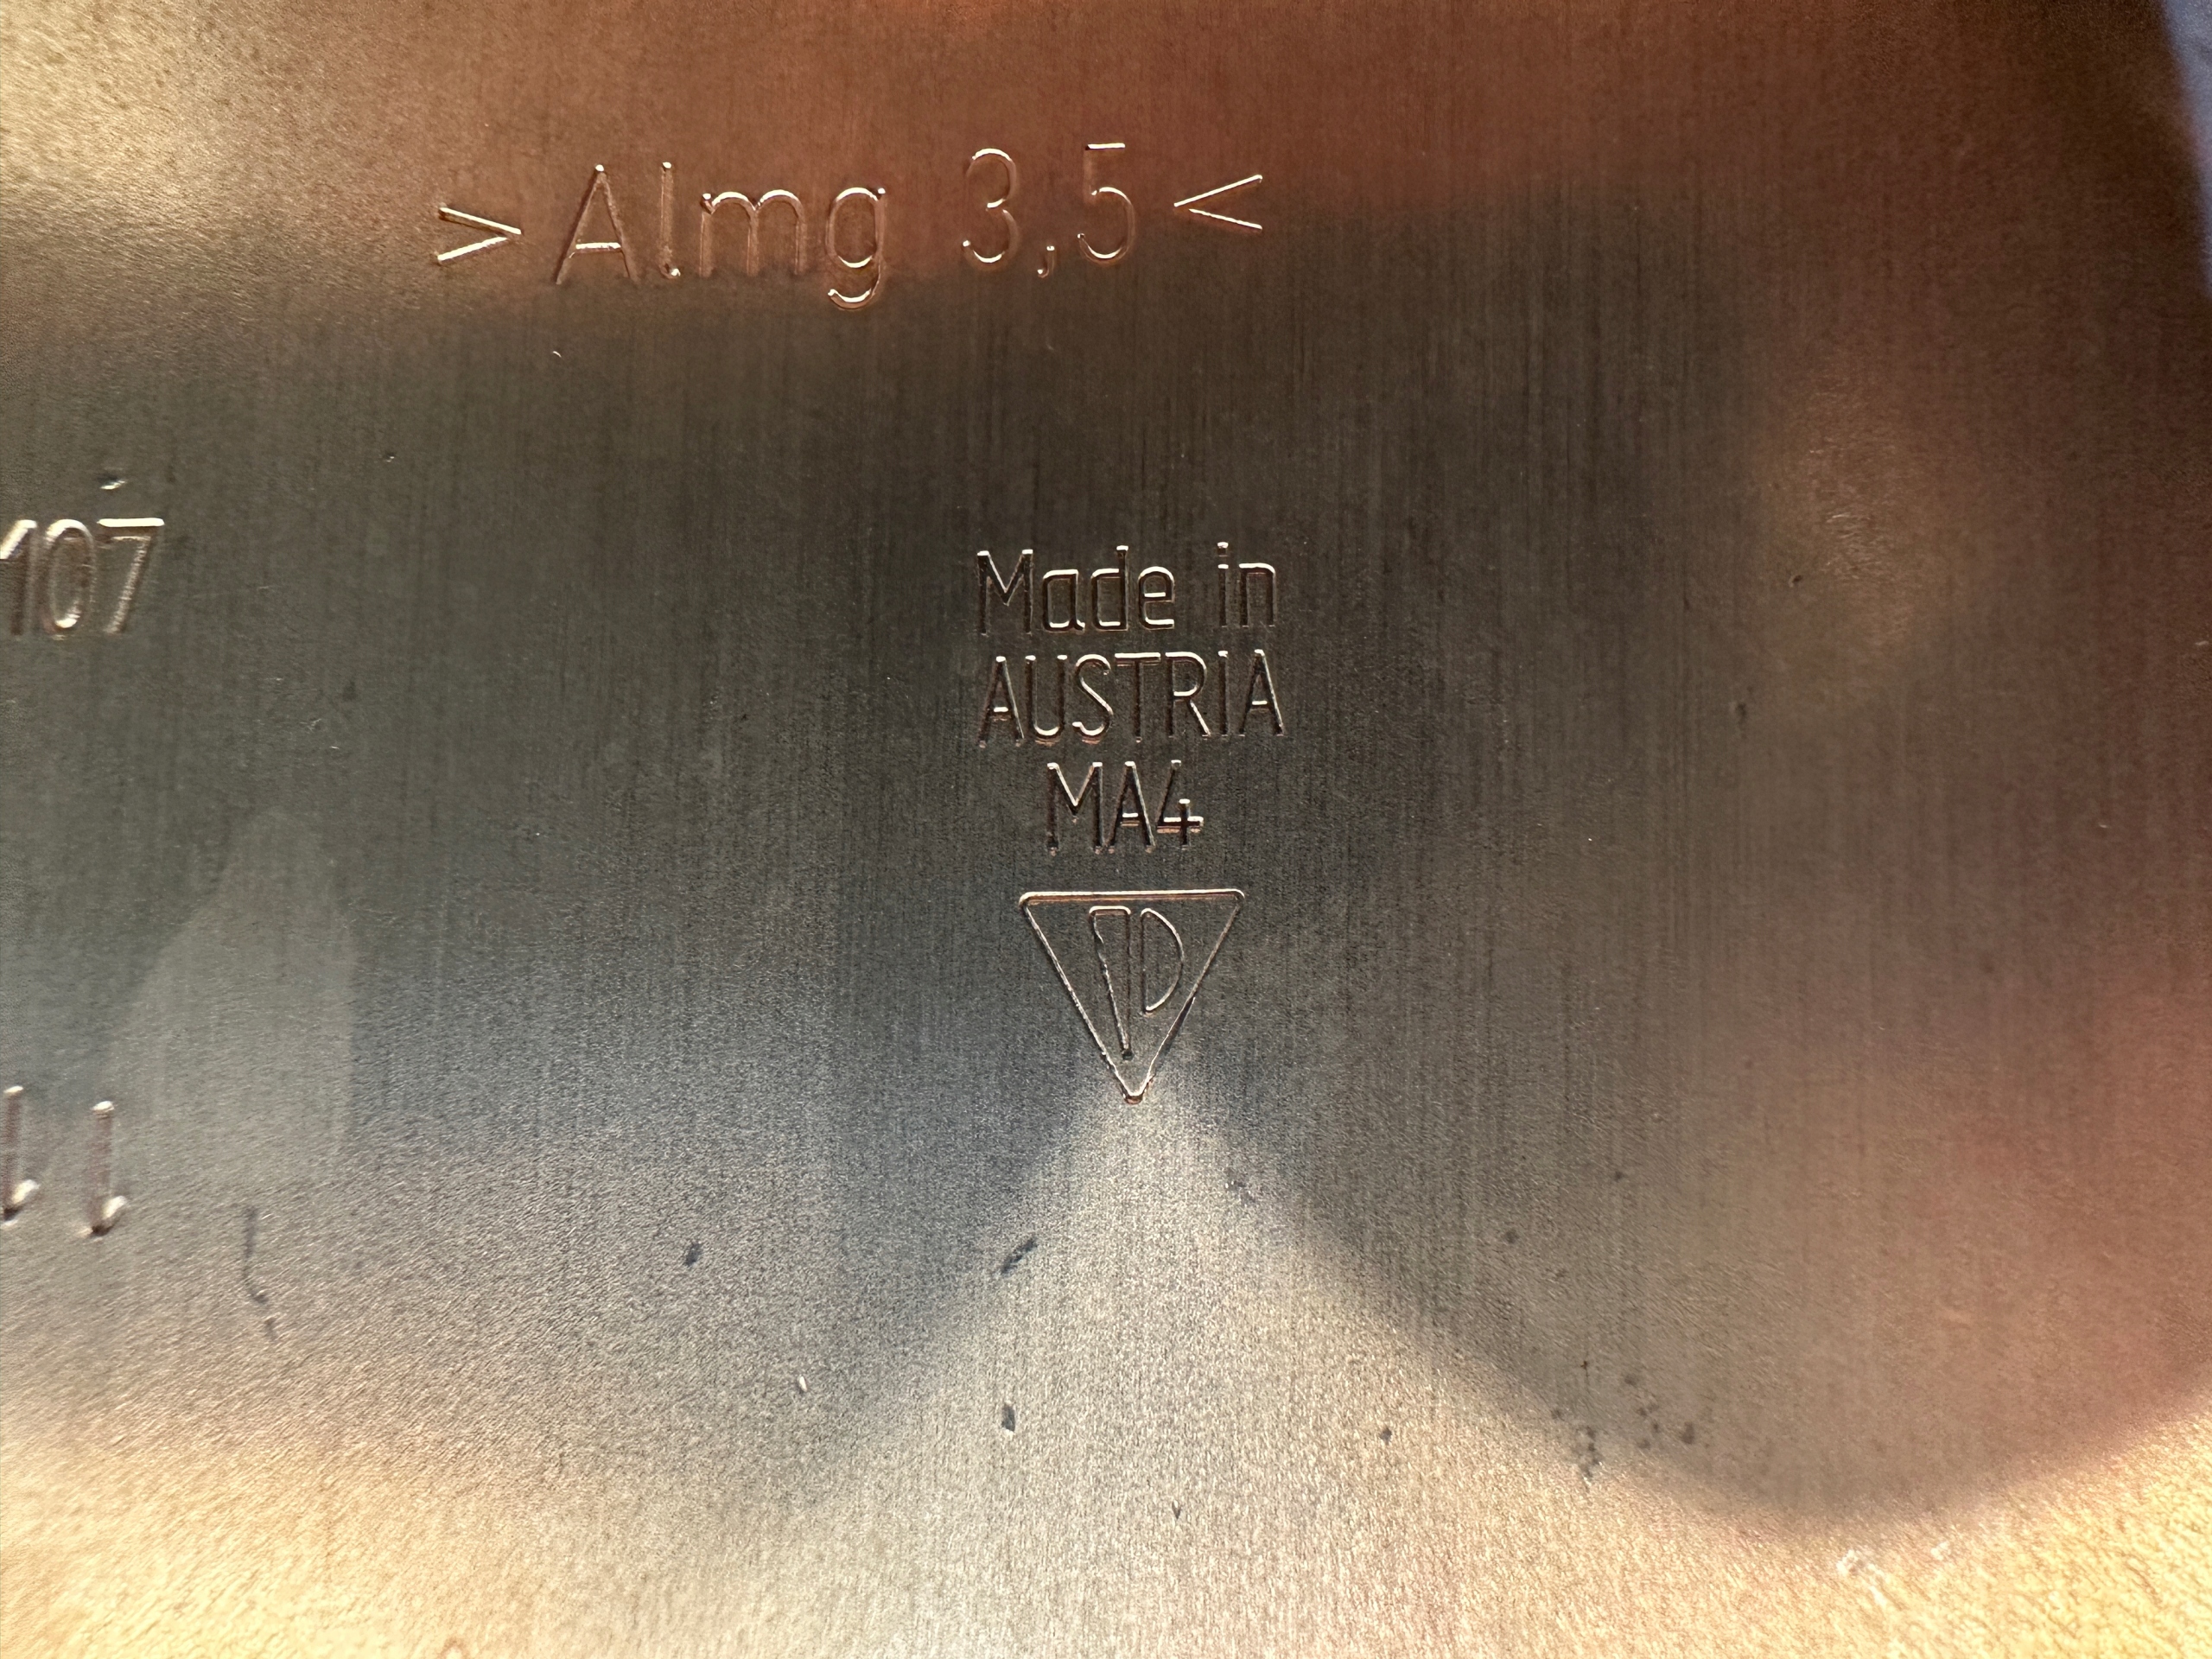 >Almg 3,5<
107
Made in
AUSTRIA
MA4